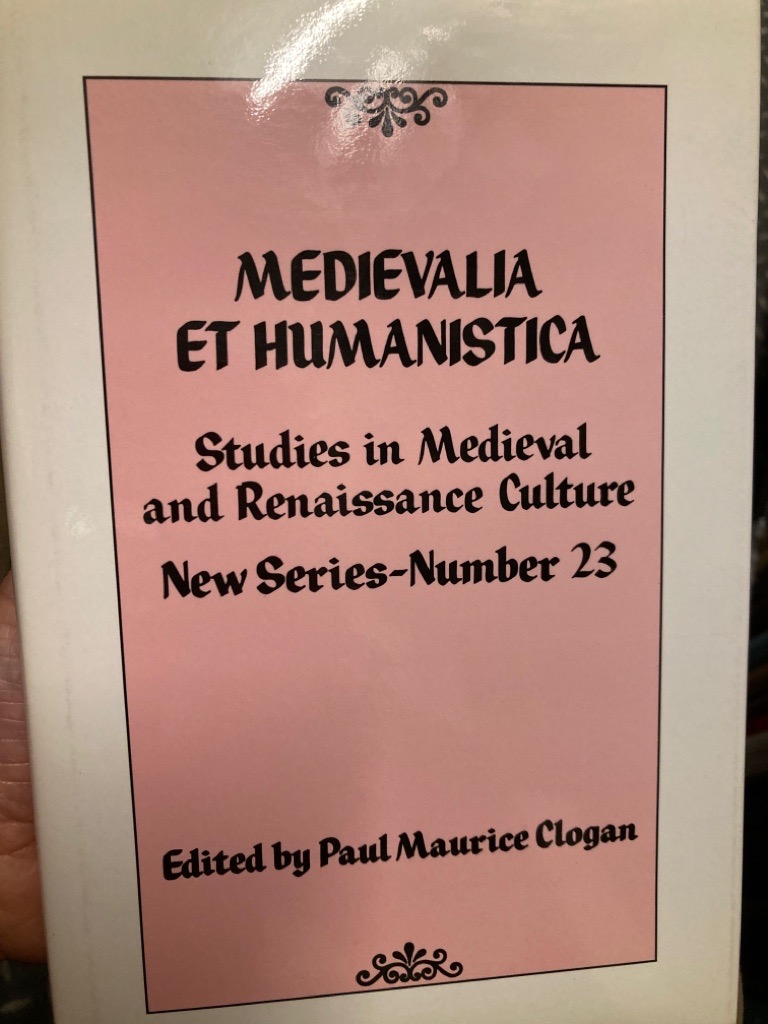 MEDIEVALIA
ET HUMANISTICA
Studies in Medieval
and Renaissance Culture
New Series-Number 23
Edited by Paul Maurice Clogan